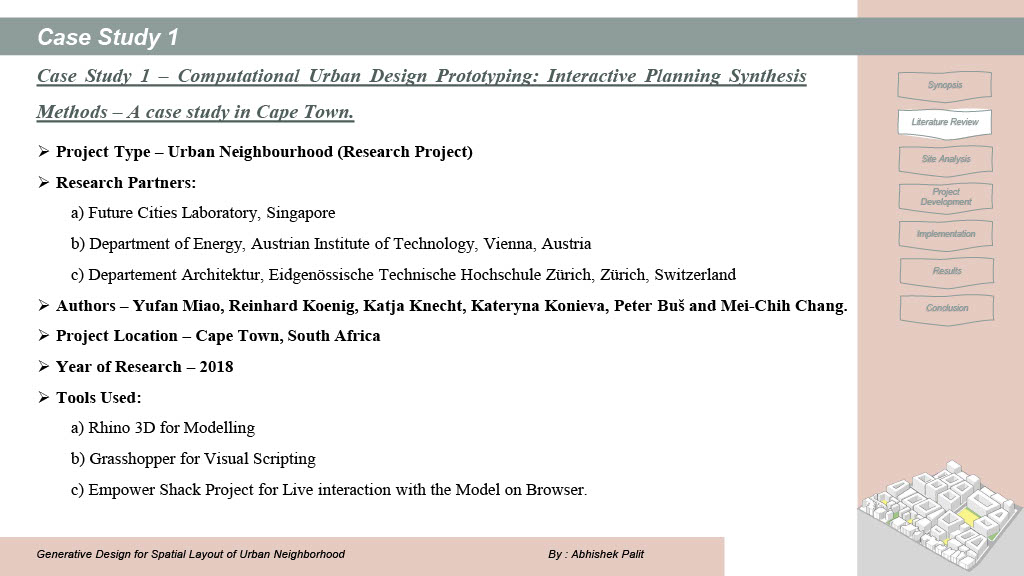 Case Study 1
Case Study 1 – Computational Urban Design Prototyping: Interactive Planning Synthesis
Methods – A case study in Cape Town.
➢ Project Type – Urban Neighbourhood (Research Project)
➢ Research Partners:
a) Future Cities Laboratory, Singapore
b) Department of Energy, Austrian Institute of Technology, Vienna, Austria
c) Departement Architektur, Eidgenössische Technische Hochschule Zürich, Zürich, Switzerland
➢ Authors – Yufan Miao, Reinhard Koenig, Katja Knecht, Kateryna Konieva, Peter Buš and Mei-Chih Chang.
➢ Project Location – Cape Town, South Africa
➢ Year of Research – 2018
➢ Tools Used:
a) Rhino 3D for Modelling
b) Grasshopper for Visual Scripting
c) Empower Shack Project for Live interaction with the Model on Browser.
Synopsis
Literature Review
Site Analysis
Project
Development
Implementation
Results
Conclusion
Generative Design for Spatial Layout of Urban Neighborhood
By : Abhishek Palit